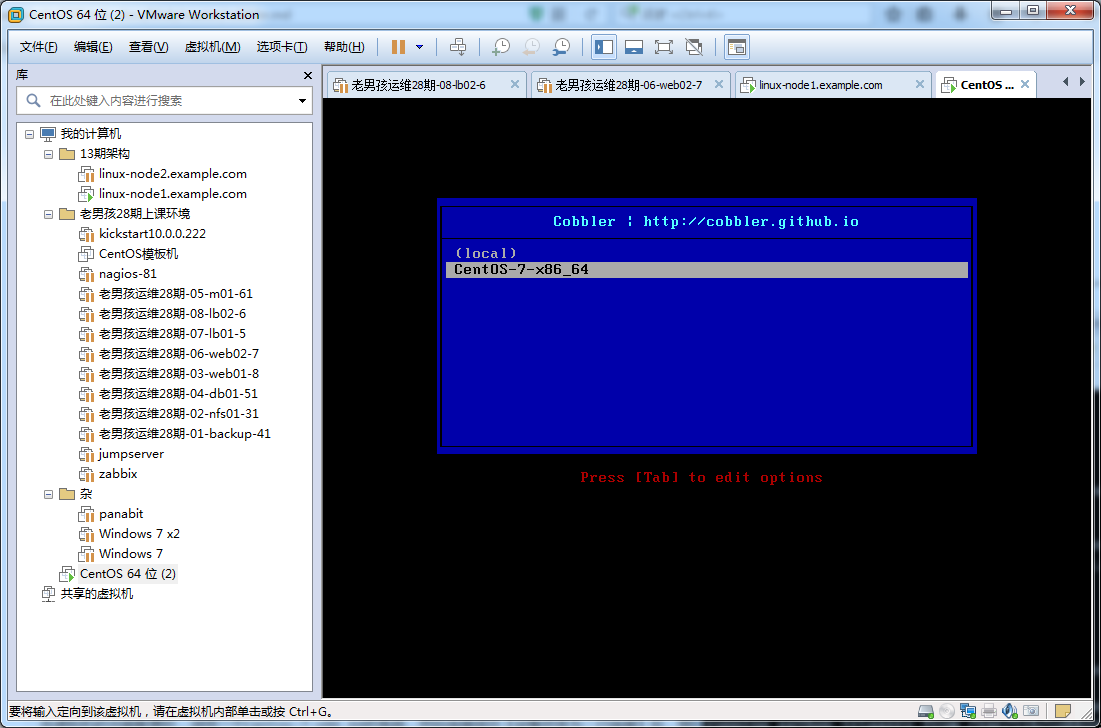 CentOS 64 位 (2) - VMware Workstation
文件(F) 编辑(E) 查看(V) 虚拟机(M) 选项卡(T) 帮助(H)
库
在此处键入内容进行搜索
我的计算机
13期架构
linux-node2.example.com
linux-node1.example.com
老男孩28期上课环境
kickstart10.0.0.222
CentOS模板机
nagios-81
老男孩运维28期-05-m01-61
老男孩运维28期-08-lb02-6
老男孩运维28期-07-lb01-5
老男孩运维28期-06-web02-7
老男孩运维28期-03-web01-8
老男孩运维28期-04-db01-51
老男孩运维28期-02-nfs01-31
老男孩运维28期-01-backup-41
jumpserver
zabbix
杂
panabit
Windows 7 x2
Windows 7
CentOS 64 位 (2)
共享的虚拟机
老男孩运维28期-08-lb02-6 老男孩运维28期-06-web02-7 linux-node1.example.com CentOS ...
Cobbler ¦ http://cobbler.github.io
(local)
CentOS-7-x86_64
Press [Tab] to edit options
要将输入定向到该虚拟机，请在虚拟机内部单击或按 Ctrl+G。